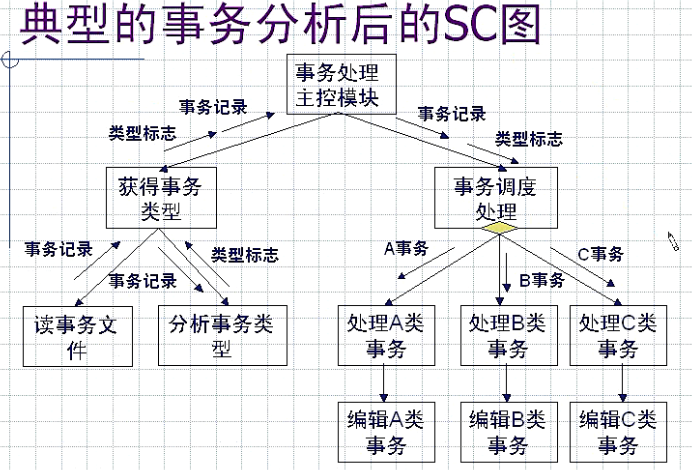 典型的事务分析后的SC图
事务处理
主控模块
事务记录
类型标志
事务记录
类型标志
获得事务
类型
事务调度
处理
事务记录
事务记录
类型标志
A事务
B事务
C事务
读事务文
件
分析事务类
型
处理A类
事务
处理B类
事务
处理C类
事务
编辑A类
事务
编辑B类
事务
编辑C类
事务